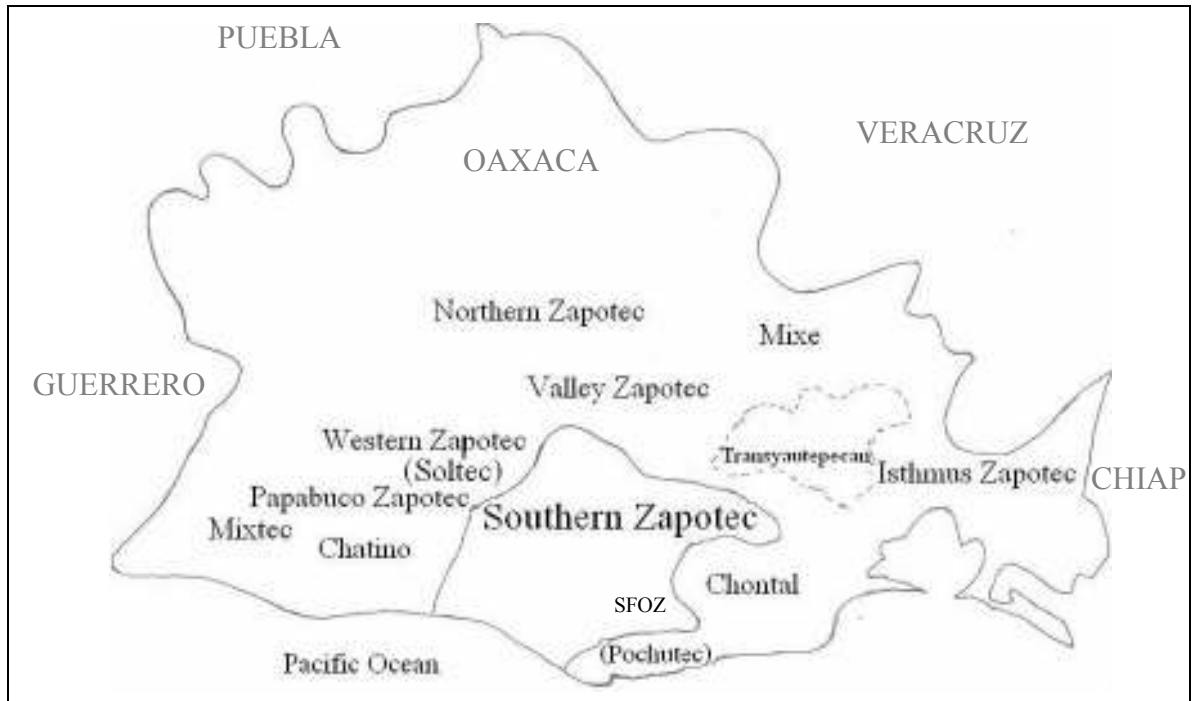 PUEBLA
VERACRUZ
OAXACA
Northern Zapotec
Mixe
GUERRERO
Valley Zapotec
Western Zapotec
(Soltec)
Transyautepecan
Isthmus Zapotec
CHIAP
Papabuco Zapotec
Southern Zapotec
Mixtec
Chatino
Chontal
SFOZ
(Pochutec)
Pacific Ocean